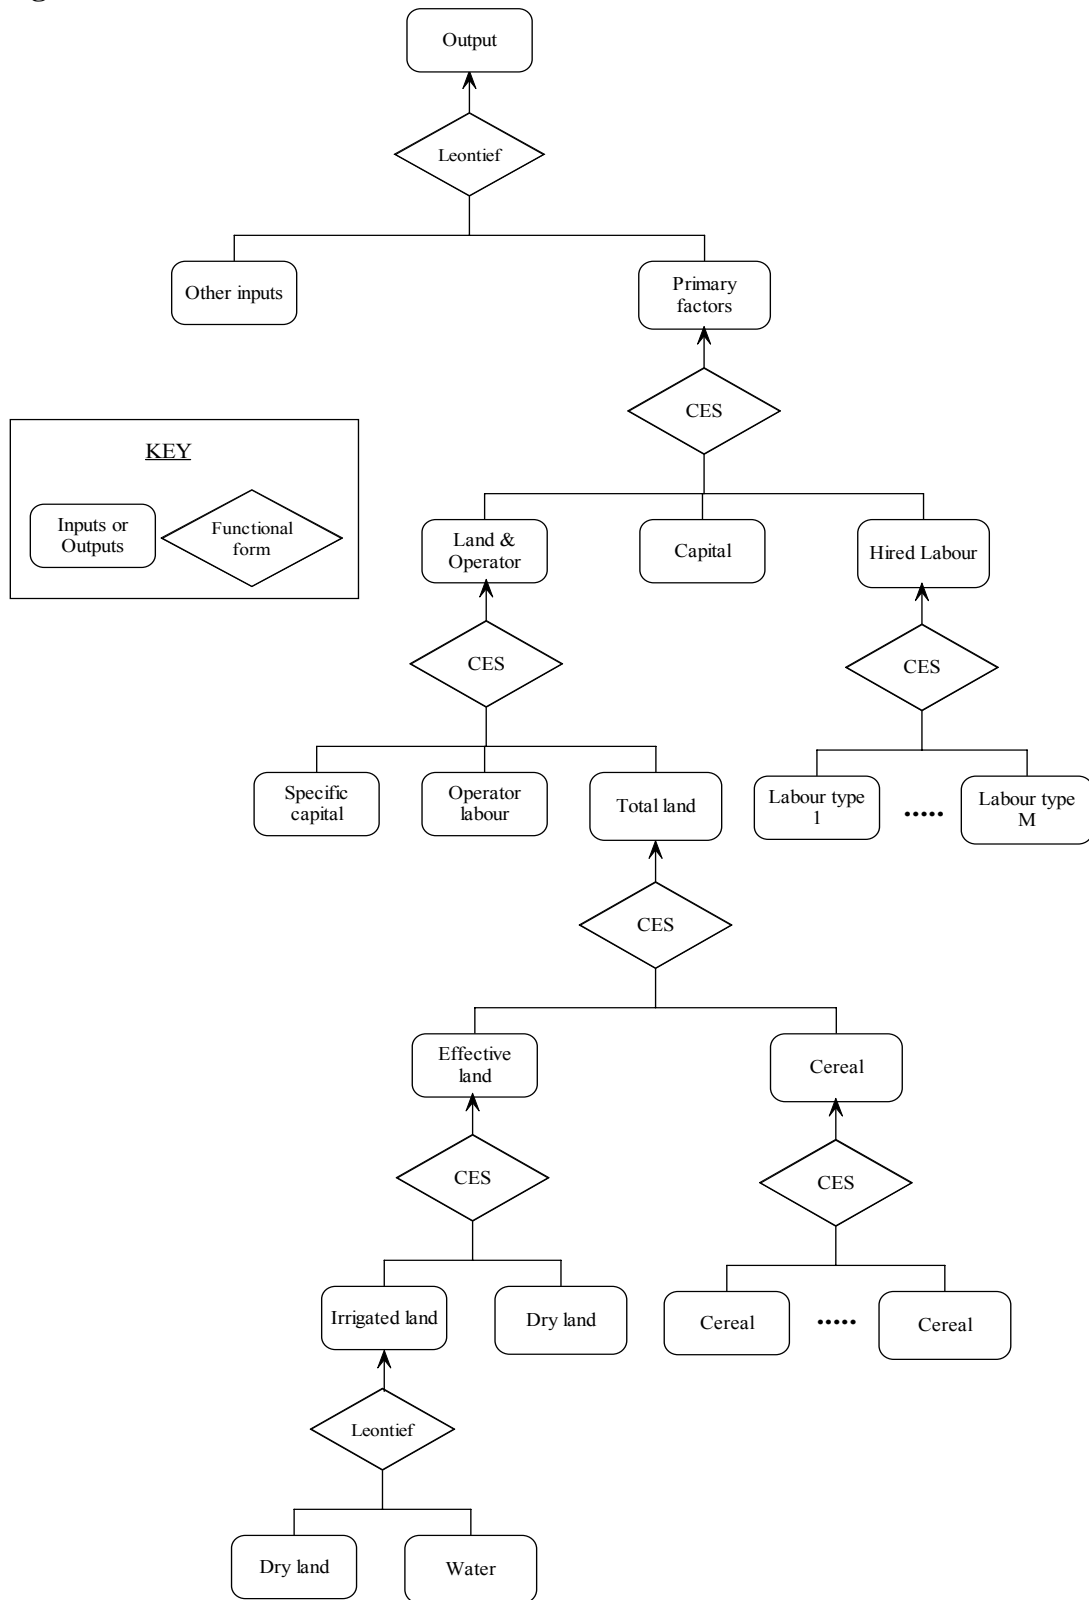 Output
Leontief
Other inputs
Primary
factors
CES
KEY
Inputs or
Outputs
Functional
form
Land &
Operator
Capital
Hired Labour
CES
CES
Specific
capital
Operator
labour
Total land
Labour type
1
.....
Labour type
M
CES
Effective
land
Cereal
CES
CES
Irrigated land
Dry land
Cereal
.....
Cereal
Leontief
Dry land
Water